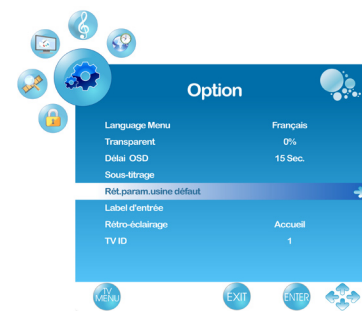 Option
Language Menu Français
Transparent 0%
Délai OSD 15 Sec.
Sous-titrage
Rét.param.usine défaut
Label d'entrée
Rétro-éclairage Accueil
TV ID 1
TV
MENU
EXIT
ENTER